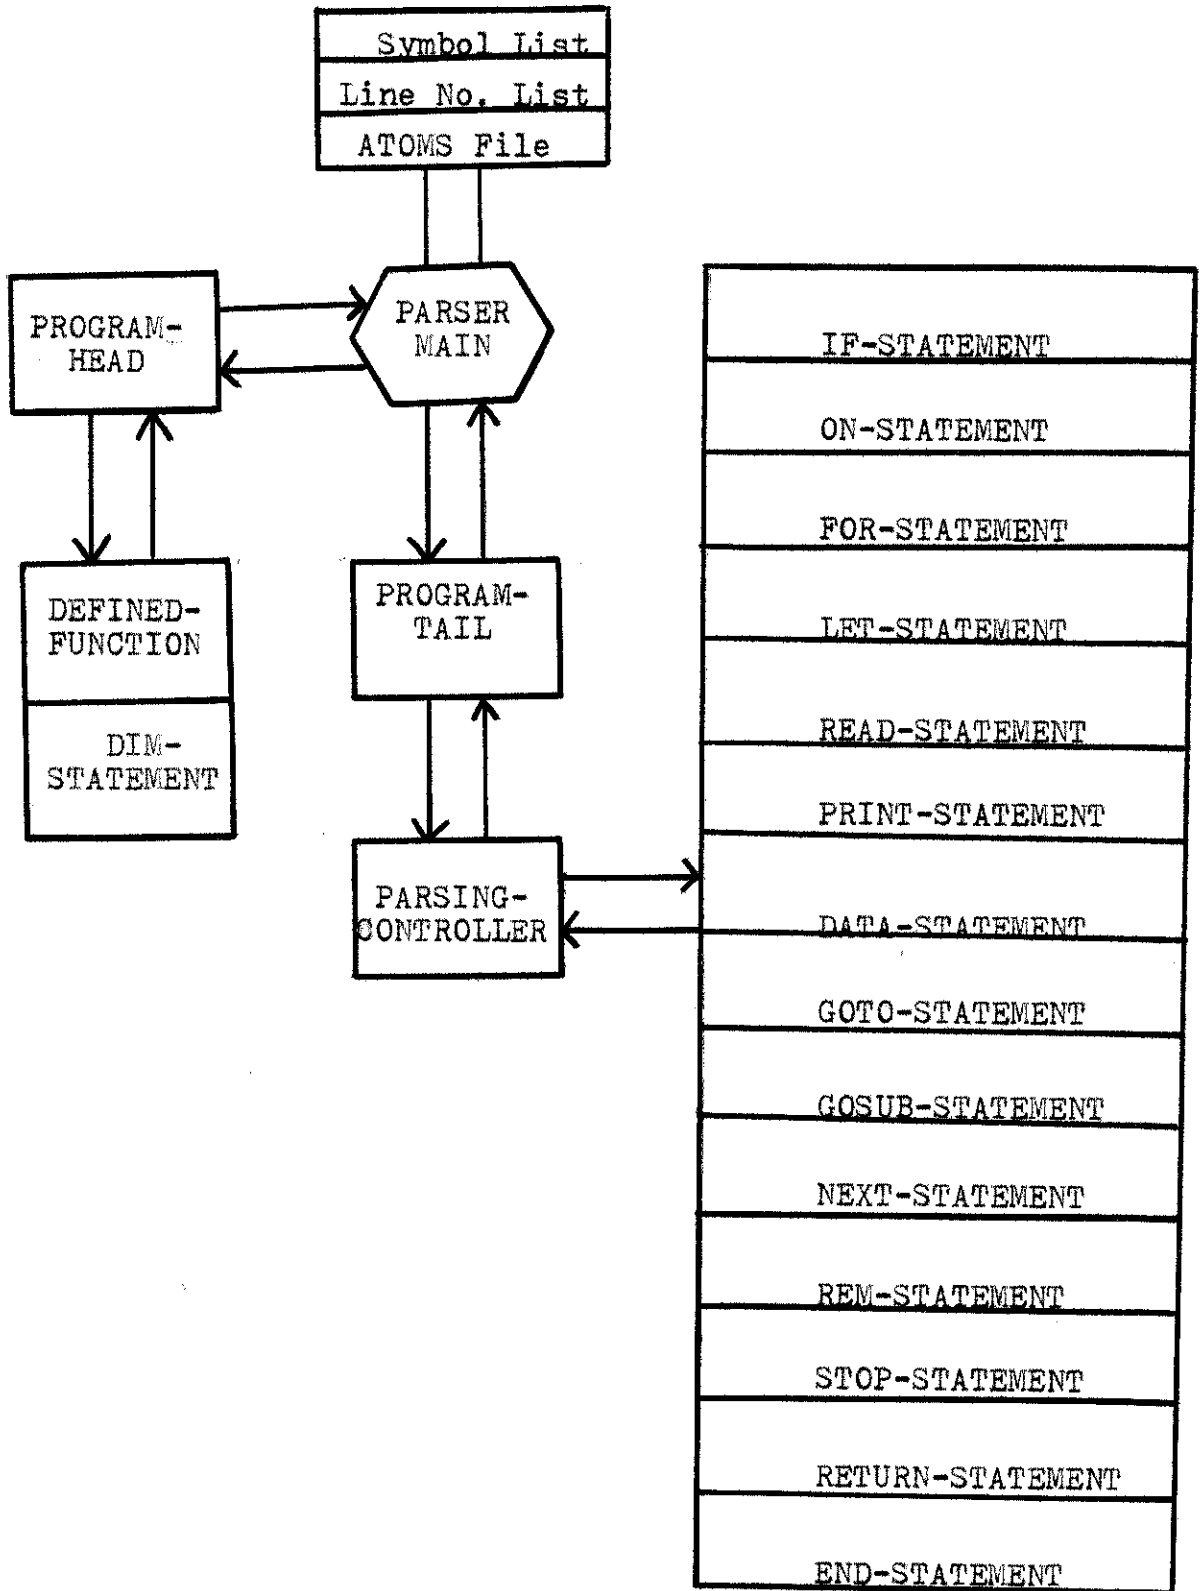 Symbol List
Line No. List
ATOMS File
PROGRAM-
HEAD
PARSER
MAIN
DEFINED-
FUNCTION
DIM-
STATEMENT
PROGRAM-
TAIL
PARSING-
CONTROLLER
IF-STATEMENT
ON-STATEMENT
FOR-STATEMENT
LET-STATEMENT
READ-STATEMENT
PRINT-STATEMENT
DATA-STATEMENT
GOTO-STATEMENT
GOSUB-STATEMENT
NEXT-STATEMENT
REM-STATEMENT
STOP-STATEMENT
RETURN-STATEMENT
END-STATEMENT